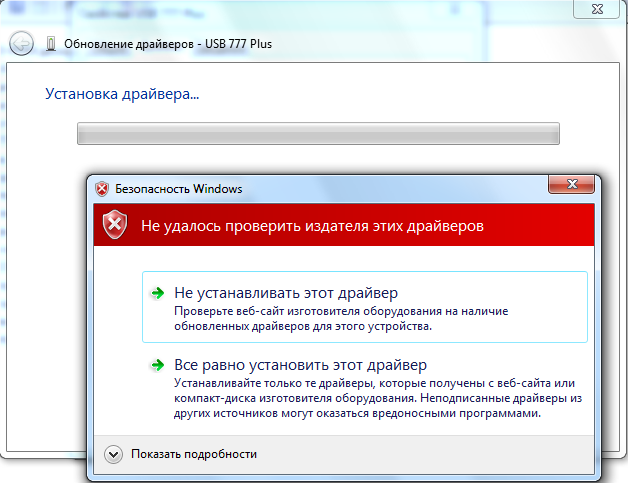 Обновление драйверов - USB 777 Plus
Установка драйвера...
Безопасность Windows
Не удалось проверить издателя этих драйверов
Не устанавливать этот драйвер
Проверьте веб-сайт изготовителя оборудования на наличие
обновленных драйверов для этого устройства.
Все равно установить этот драйвер
Устанавливайте только те драйверы, которые получены с веб-сайта или
компакт-диска изготовителя оборудования. Неподписанные драйверы из
других источников могут оказаться вредоносными программами.
Показать подробности